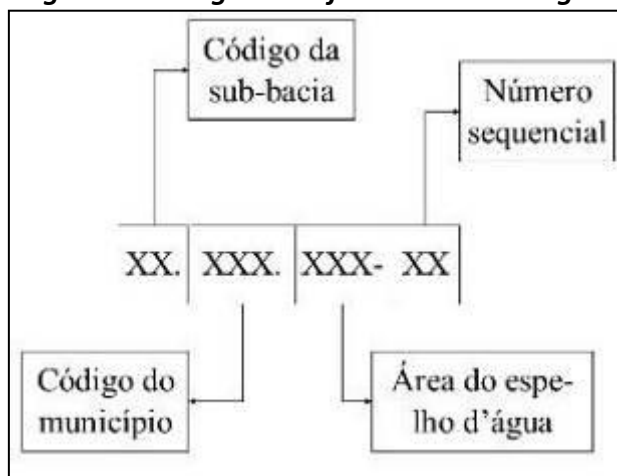 Código da
sub-bacia
Número
sequencial
XX. XXX. XXX- XX
Código do
município
Área do espe-
lho d'água